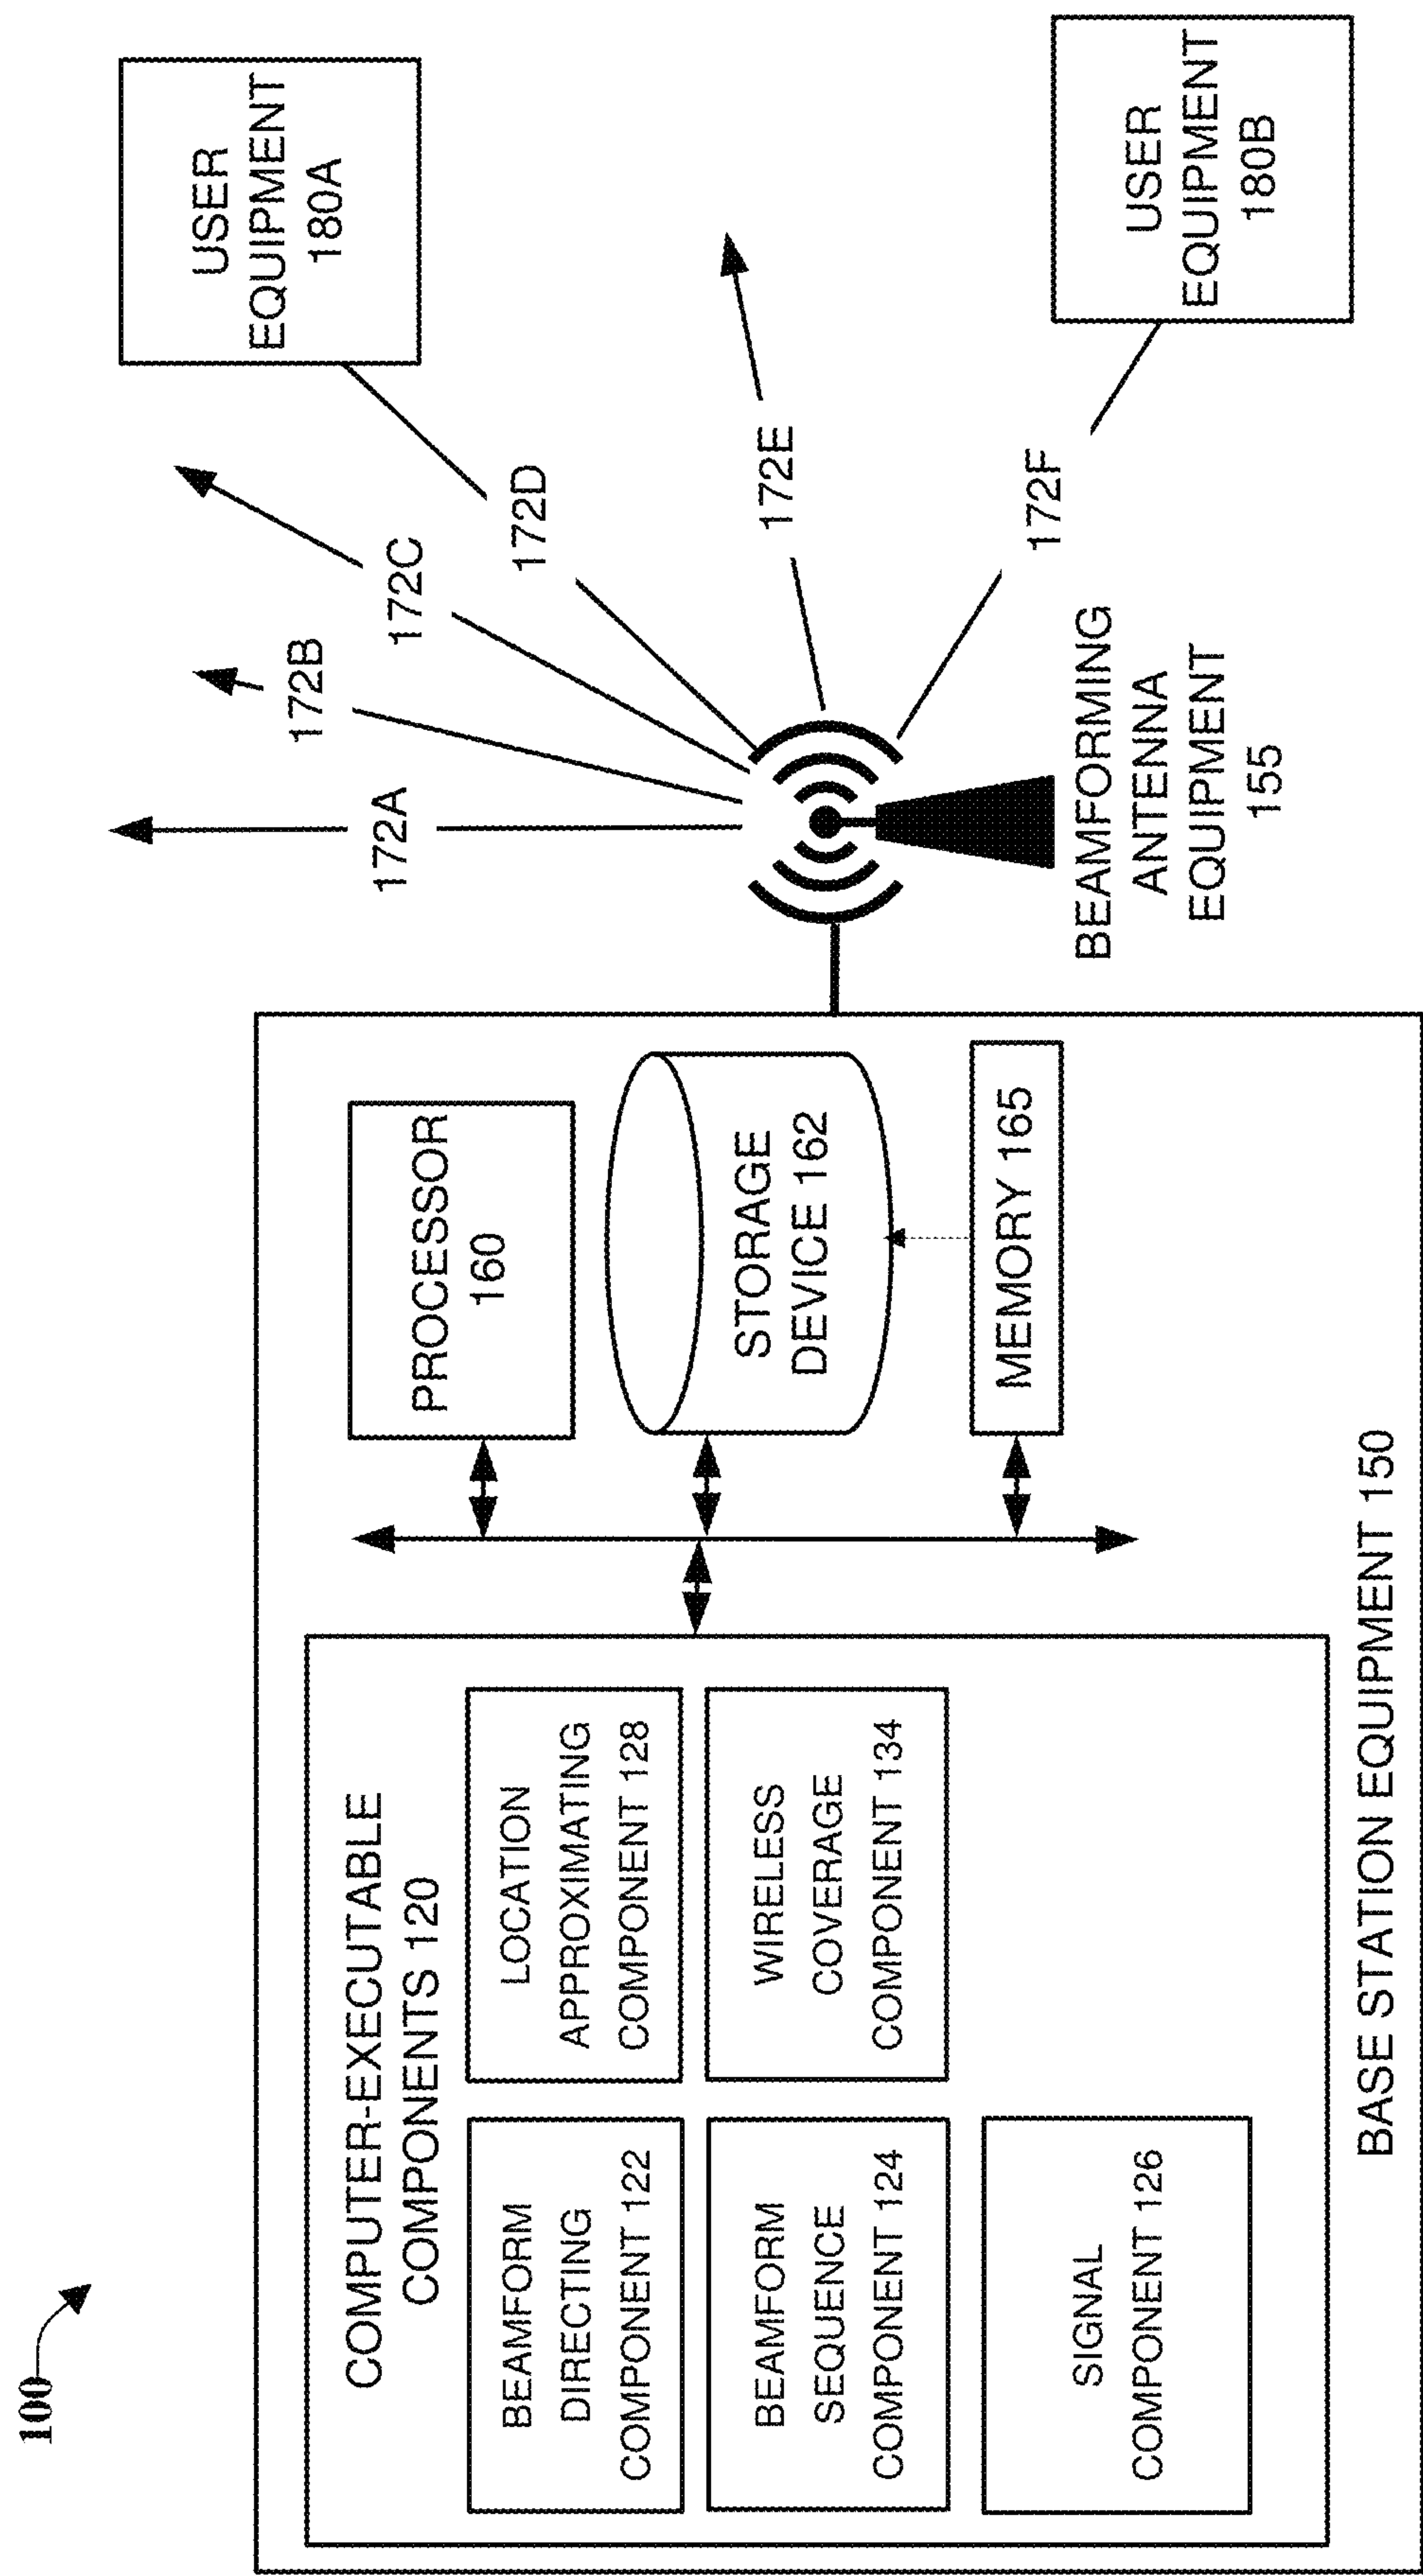 100
COMPUTER-EXECUTABLE
COMPONENTS 120
BEAMFORM
DIRECTING
COMPONENT 122
LOCATION
APPROXIMATING
COMPONENT 128
BEAMFORM
SEQUENCE
COMPONENT 124
WIRELESS
COVERAGE
COMPONENT 134
SIGNAL
COMPONENT 126
PROCESSOR
160
STORAGE
DEVICE 162
MEMORY 165
BASE STATION EQUIPMENT 150
172A
172B
172C
172D
172E
172F
BEAMFORMING
ANTENNA
EQUIPMENT
155
USER
EQUIPMENT
180A
USER
EQUIPMENT
180B